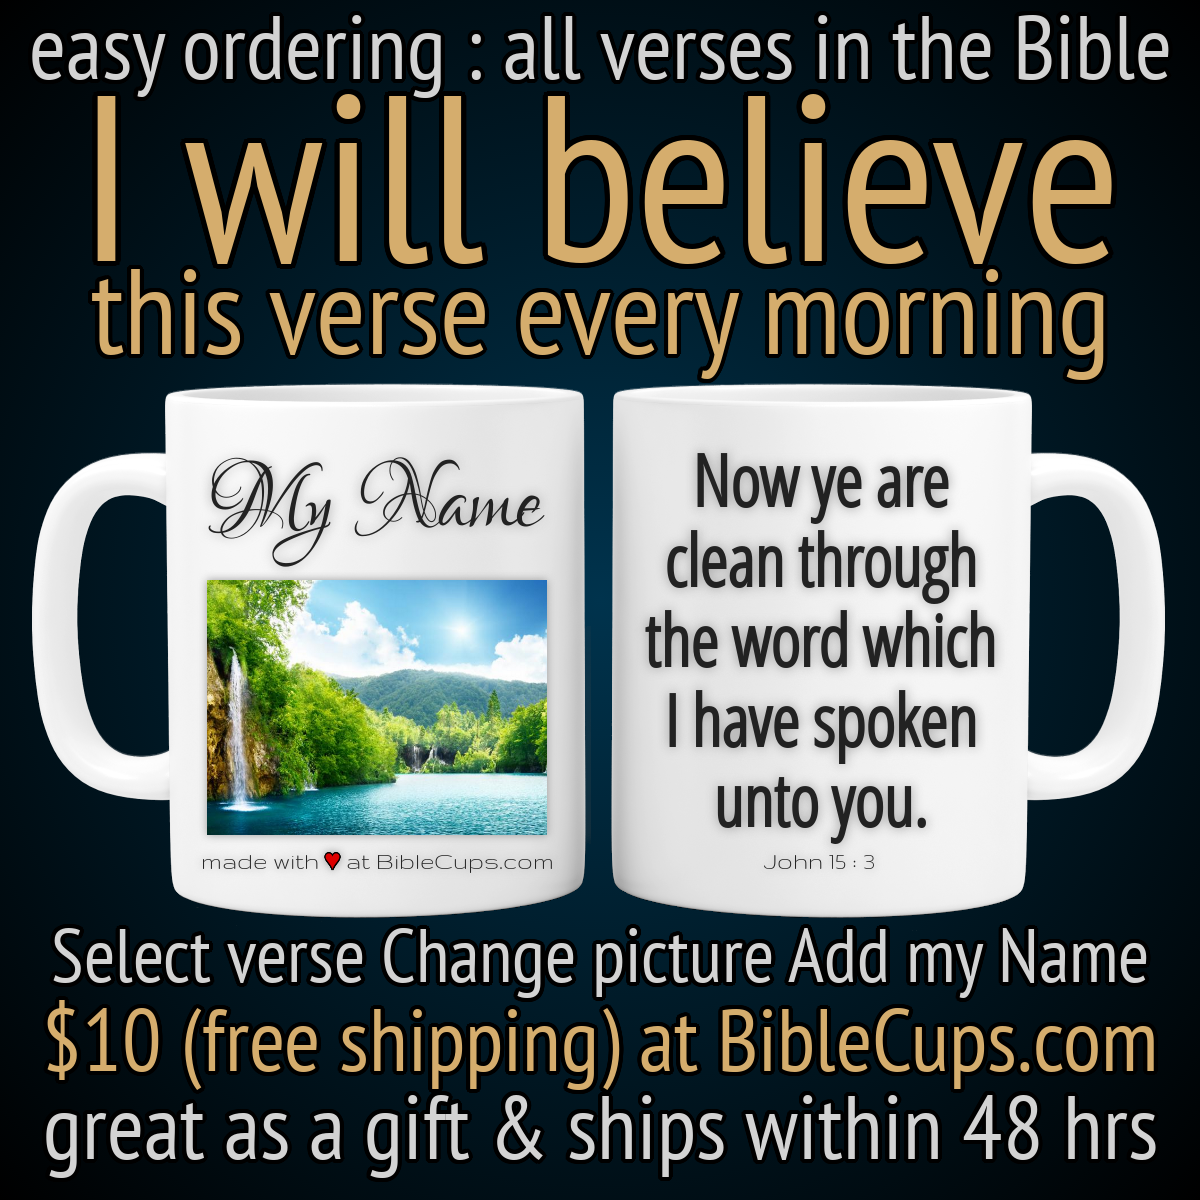 easy ordering : all verses in the Bible
I will believe
this verse every morning
My Name
made with ♥ at BibleCups.com
Now ye are
clean through
the word which
I have spoken
unto you.
John 15 : 3
Select verse Change picture Add my Name
$10 (free shipping) at BibleCups.com
great as a gift & ships within 48 hrs